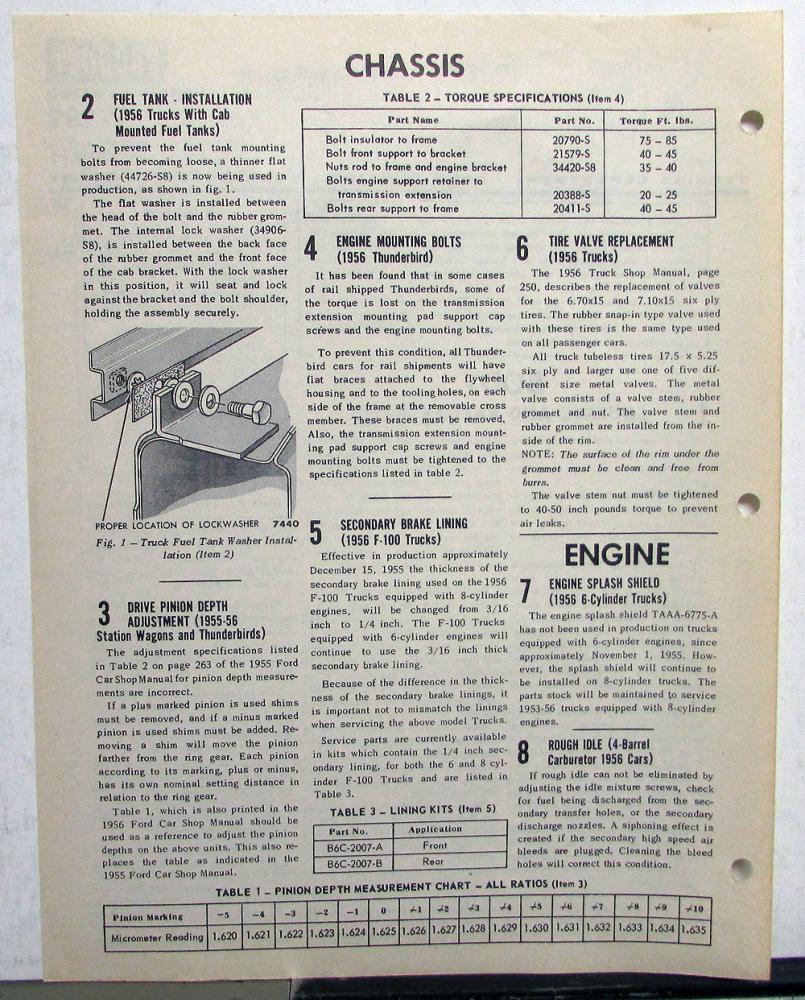 CHASSIS
2 FUEL TANK - INSTALLATION
(1956 Trucks With Cab
Mounted Fuel Tanks)
To prevent the fuel tank mounting
bolts from becoming loose, a thinner flat
washer (44726-S8) is now being used in
production, as shown in fig. 1.
The flat washer is installed between
the head of the bolt and the rubber grom-
met. The internal lock washer (34906-
S8), is installed between the back face
of the rubber grommet and the front face
of the cab bracket. With the lock washer
in this position, it will seat and lock
against the bracket and the bolt shoulder,
holding the assembly securely.
PROPER LOCATION OF LOCKWASHER 7440
Fig. 1 – Truck Fuel Tank Washer Instal-
lation (Item 2)
3 DRIVE PINION DEPTH
ADJUSTMENT (1955-56
Station Wagons and Thunderbirds)
The adjustment specifications listed
in Table 2 on page 263 of the 1955 Ford
Car Shop Manual for pinion depth measure-
ments are incorrect.
If a plus marked pinion is used shims
must be removed, and if a minus marked
pinion is used shims must be added. Re-
moving a shim will move the pinion
farther from the ring gear. Each pinion
according to its marking, plus or minus,
has its own nominal setting distance in
relation to the ring gear.
Table 1, which is also printed in the
1956 Ford Car Shop Manual should be
used as a reference to adjust the pinion
depths on the above units. This also re-
places the table as indicated in the
1955 Ford Car Shop Manual.
TABLE 2 – TORQUE SPECIFICATIONS (Item 4)
Part Name Part No. Torque Ft. lbs.
Bolt insulator to frame 20790-S 75 – 85
Bolt front support to bracket 21579-S 40 – 45
Nuts rod to frame and engine bracket 34420-S8 35 – 40
Bolts engine support retainer to
transmission extension 20388-S 20 – 25
Bolts rear support to frame 20411-S 40 – 45
4 ENGINE MOUNTING BOLTS
(1956 Thunderbird)
It has been found that in some cases
of rail shipped Thunderbirds, some of
the torque is lost on the transmission
extension mounting pad support cap
screws and the engine mounting bolts.
To prevent this condition, all Thunder-
bird cars for rail shipments will have
flat braces attached to the flywheel
housing and to the tooling holes, on each
side of the frame at the removable cross
member. These braces must be removed.
Also, the transmission extension mount-
ing pad support cap screws and engine
mounting bolts must be tightened to the
specifications listed in table 2.
5 SECONDARY BRAKE LINING
(1956 F-100 Trucks)
Effective in production approximately
December 15, 1955 the thickness of the
secondary brake lining used on the 1956
F-100 Trucks equipped with 8-cylinder
engines, will be changed from 3/16
inch to 1/4 inch. The F-100 Trucks
equipped with 6-cylinder engines will
continue to use the 3/16 inch thick
secondary brake lining.
Because of the difference in the thick-
ness of the secondary brake linings, it
is important not to mismatch the linings
when servicing the above model Trucks.
Service parts are currently available
in kits which contain the 1/4 inch sec-
ondary lining, for both the 6 and 8 cyl-
inder F-100 Trucks and are listed in
Table 3.
TABLE 3 – LINING KITS (Item 5)
Part No. Application
B6C-2007-A Front
B6C-2007-B Rear
6 TIRE VALVE REPLACEMENT
(1956 Trucks)
The 1956 Truck Shop Manual, page
250, describes the replacement of valves
for the 6.70x15 and 7.10x15 six ply
tires. The rubber snap-in type valve used
with these tires is the same type used
on all passenger cars.
All truck tubeless tires 17.5 x 5.25
six ply and larger use one of five dif-
ferent size metal valves. The metal
valve consists of a valve stem, rubber
grommet and nut. The valve stem and
rubber grommet are installed from the in-
side of the rim.
NOTE: The surface of the rim under the
grommet must be clean and free from
burrs.
The valve stem nut must be tightened
to 40-50 inch pounds torque to prevent
air leaks.
ENGINE
7 ENGINE SPLASH SHIELD
(1956 6-Cylinder Trucks)
The engine splash shield TAAA-6775-A
has not been used in production on trucks
equipped with 6-cylinder engines, since
approximately November 1, 1955. How-
ever, the splash shield will continue to
be installed on 8-cylinder trucks. The
parts stock will be maintained to service
1953-56 trucks equipped with 8-cylinder
engines.
8 ROUGH IDLE (4-Barrel
Carburetor 1956 Cars)
If rough idle can not be eliminated by
adjusting the idle mixture screws, check
for fuel being discharged from the sec-
ondary transfer holes, or the secondary
discharge nozzles. A siphoning effect is
created if the secondary high speed air
bleeds are plugged. Cleaning the bleed
holes will correct this condition.
TABLE 1 – PINION DEPTH MEASUREMENT CHART – ALL RATIOS (Item 3)
Pinion Marking –5 –4 –3 –2 –1 0 +1 +2 +3 +4 +5 +6 +7 +8 +9 +10
Micrometer Reading 1.620 1.621 1.622 1.623 1.624 1.625 1.626 1.627 1.628 1.629 1.630 1.631 1.632 1.633 1.634 1.635